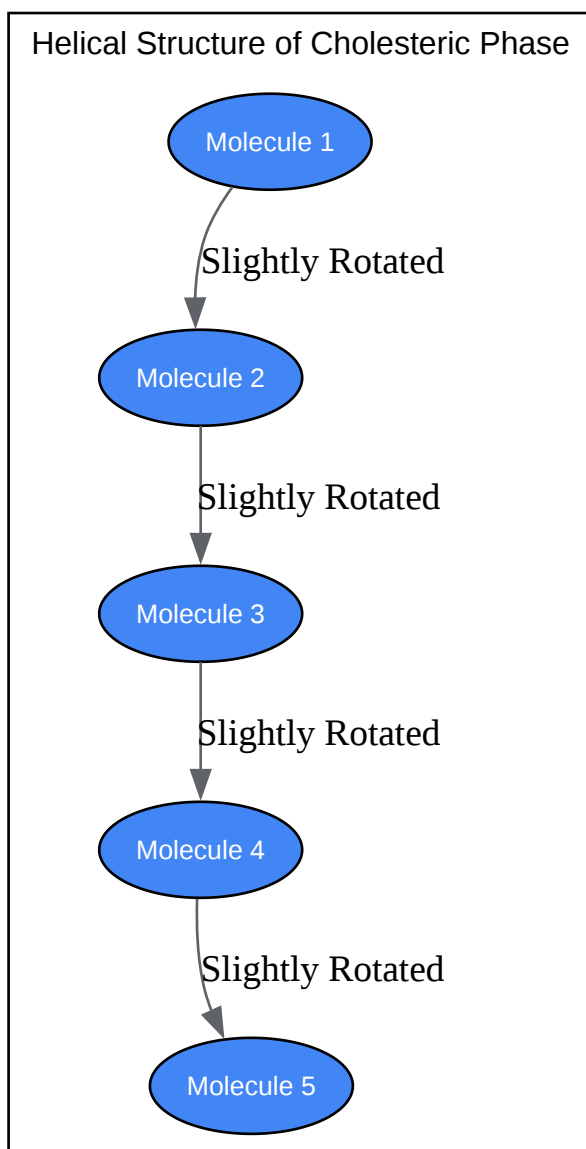 Helical Structure of Cholesteric Phase
Molecule 1
Slightly Rotated
Molecule 2
Slightly Rotated
Molecule 3
Slightly Rotated
Molecule 4
Slightly Rotated
Molecule 5